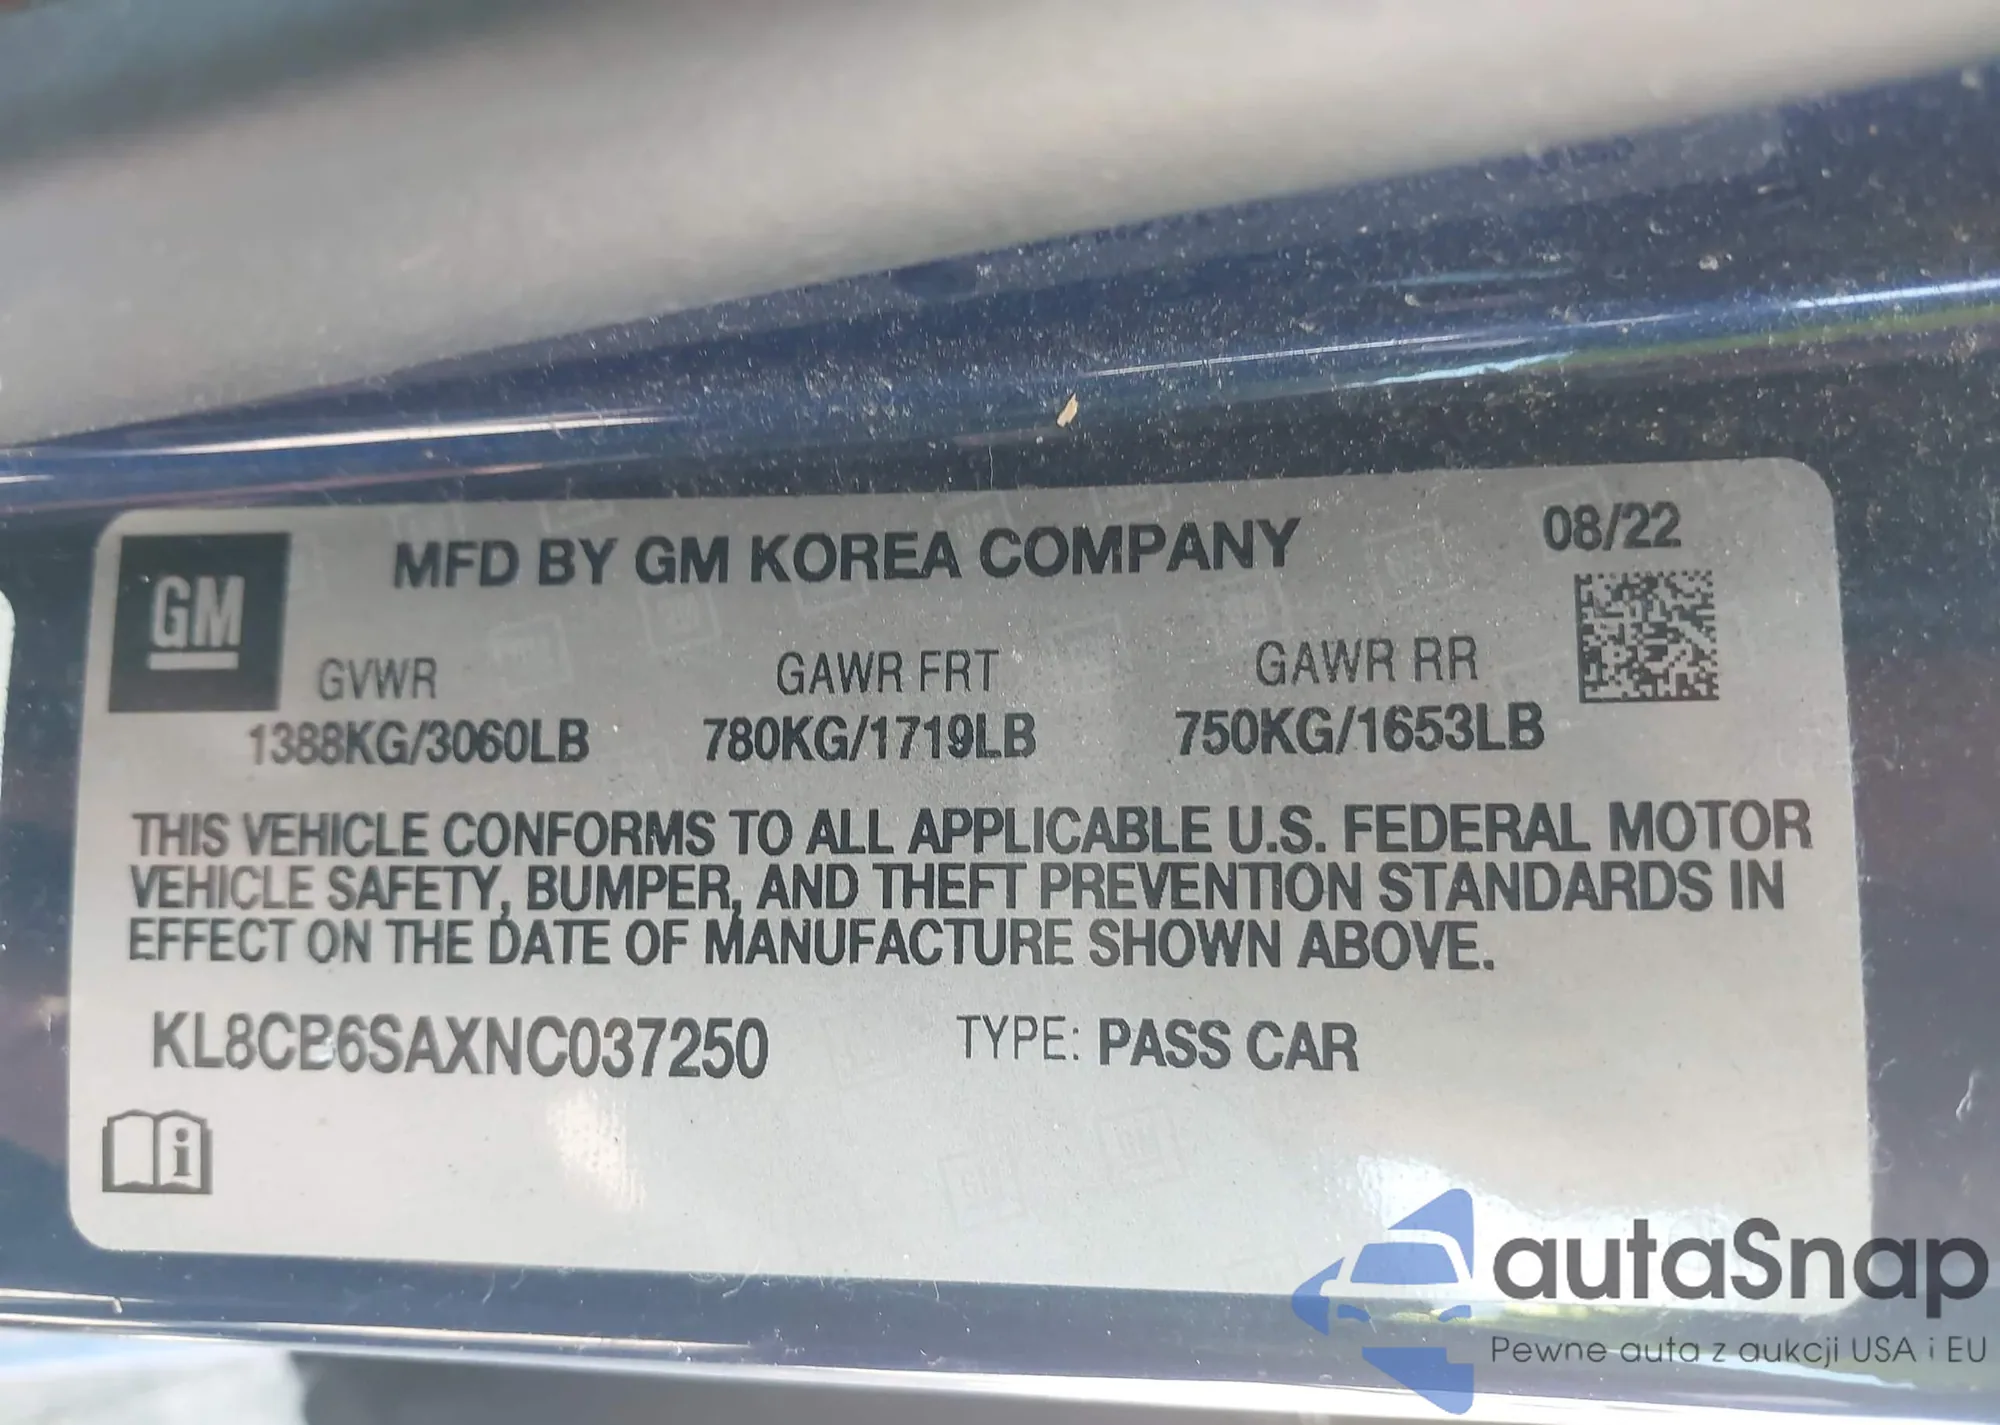 MFD BY GM KOREA COMPANY
08/22
GM
GVWR GAWR FRT GAWR RR
1388KG/3060LB 780KG/1719LB 750KG/1653LB
THIS VEHICLE CONFORMS TO ALL APPLICABLE U.S. FEDERAL MOTOR
VEHICLE SAFETY, BUMPER, AND THEFT PREVENTION STANDARDS IN
EFFECT ON THE DATE OF MANUFACTURE SHOWN ABOVE.
KL8CB6SAXNC037250 TYPE: PASS CAR
i
autaSnap
Pewne auta z aukcji USA i EU